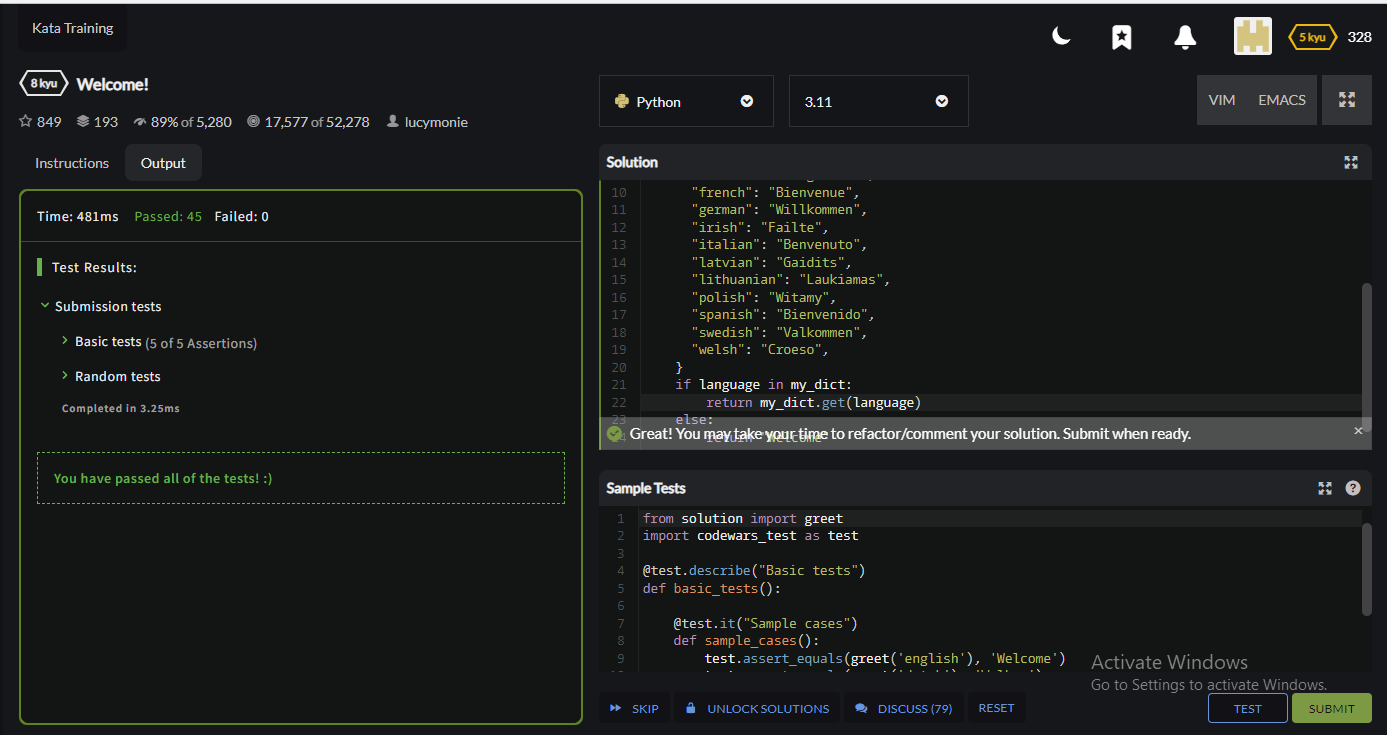 Kata Training
5 kyu 328
8 kyu Welcome!
849 193 89% of 5,280 17,577 of 52,278 lucymonie
Python 3.11 VIM EMACS
Instructions Output
Time: 481ms Passed: 45 Failed: 0
Test Results:
Submission tests
Basic tests (5 of 5 Assertions)
Random tests
Completed in 3.25ms
You have passed all of the tests! :)
Solution
10 "french": "Bienvenue",
11 "german": "Willkommen",
12 "irish": "Failte",
13 "italian": "Benvenuto",
14 "latvian": "Gaidits",
15 "lithuanian": "Laukiamas",
16 "polish": "Witamy",
17 "spanish": "Bienvenido",
18 "swedish": "Valkommen",
19 "welsh": "Croeso",
20 }
21 if language in my_dict:
22 return my_dict.get(language)
23 else:
24 return "Welcome"
Great! You may take your time to refactor/comment your solution. Submit when ready.
Sample Tests
1 from solution import greet
2 import codewars_test as test
3
4 @test.describe("Basic tests")
5 def basic_tests():
6
7 @test.it("Sample cases")
8 def sample_cases():
9 test.assert_equals(greet('english'), 'Welcome')
Activate Windows
Go to Settings to activate Windows.
SKIP UNLOCK SOLUTIONS DISCUSS (79) RESET TEST SUBMIT